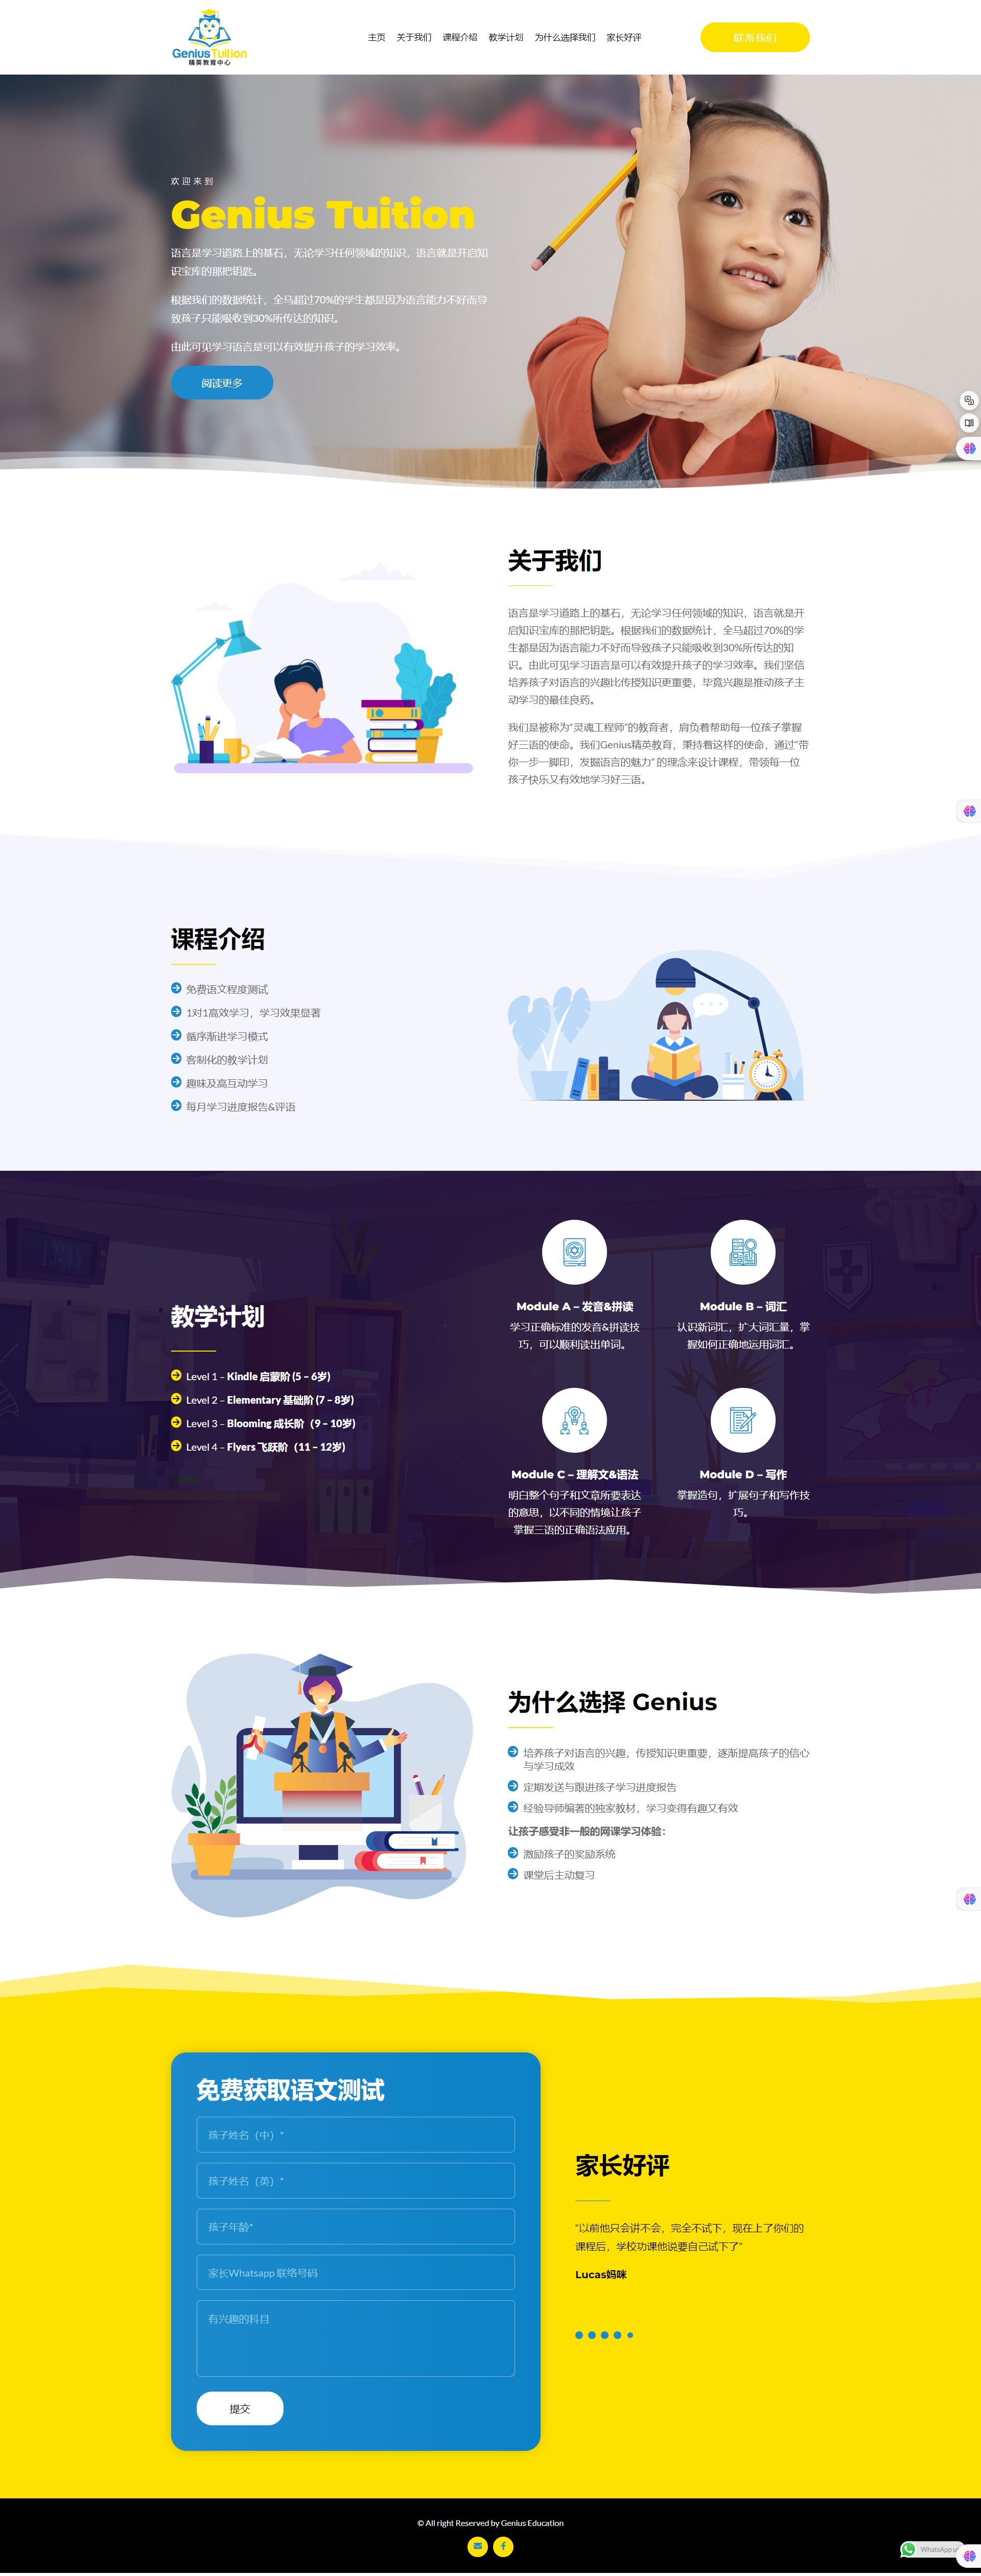 Genius Tuition
精英教育中心
主页 关于我们 课程介绍 教学计划 为什么选择我们 家长好评
联系我们
欢迎来到
Genius Tuition
语言是学习道路上的基石，无论学习任何领域的知识，语言就是开启知
识宝库的那把钥匙。
根据我们的数据统计，全马超过70%的学生都是因为语言能力不好而导
致孩子只能吸收到30%所传达的知识。
由此可见学习语言是可以有效提升孩子的学习效率。
阅读更多
关于我们
语言是学习道路上的基石，无论学习任何领域的知识，语言就是开
启知识宝库的那把钥匙。根据我们的数据统计，全马超过70%的学
生都是因为语言能力不好而导致孩子只能吸收到30%所传达的知
识。由此可见学习语言是可以有效提升孩子的学习效率。我们坚信
培养孩子对语言的兴趣比传授知识更重要，毕竟兴趣是推动孩子主
动学习的最佳良药。
我们是被称为“灵魂工程师”的教育者，肩负着帮助每一位孩子掌握
好三语的使命。我们Genius精英教育，秉持着这样的使命，通过“带
你一步一脚印，发掘语言的魅力” 的理念来设计课程，带领每一位
孩子快乐又有效地学习好三语。
课程介绍
免费语文程度测试
1对1高效学习，学习效果显著
循序渐进学习模式
客制化的教学计划
趣味及高互动学习
每月学习进度报告&评语
教学计划
Level 1 – Kindle 启蒙阶 (5 – 6岁)
Level 2 – Elementary 基础阶 (7 – 8岁)
Level 3 – Blooming 成长阶（9 – 10岁)
Level 4 – Flyers 飞跃阶（11 – 12岁)
Module A – 发音&拼读
学习正确标准的发音&拼读技
巧，可以顺利读出单词。
Module B – 词汇
认识新词汇，扩大词汇量，掌
握如何正确地运用词汇。
Module C – 理解文&语法
明白整个句子和文章所要表达
的意思，以不同的情境让孩子
掌握三语的正确语法应用。
Module D – 写作
掌握造句，扩展句子和写作技
巧。
为什么选择 Genius
培养孩子对语言的兴趣，传授知识更重要，逐渐提高孩子的信心
与学习成效
定期发送与跟进孩子学习进度报告
经验导师编著的独家教材，学习变得有趣又有效
让孩子感受非一般的网课学习体验：
激励孩子的奖励系统
课堂后主动复习
免费获取语文测试
孩子姓名（中）*
孩子姓名（英）*
孩子年龄*
家长Whatsapp 联络号码
有兴趣的科目
提交
家长好评
“以前他只会讲不会，完全不试下，现在上了你们的
课程后，学校功课他说要自己试下了”
Lucas妈咪
© All right Reserved by Genius Education
WhatsApp us